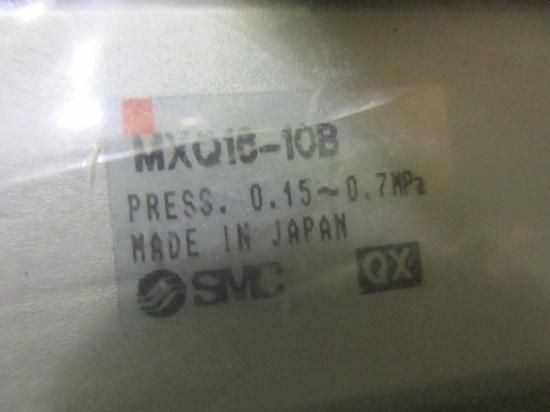 MXQ16-10B
PRESS. 0.15~0.7MPa
MADE IN JAPAN
SMC QX